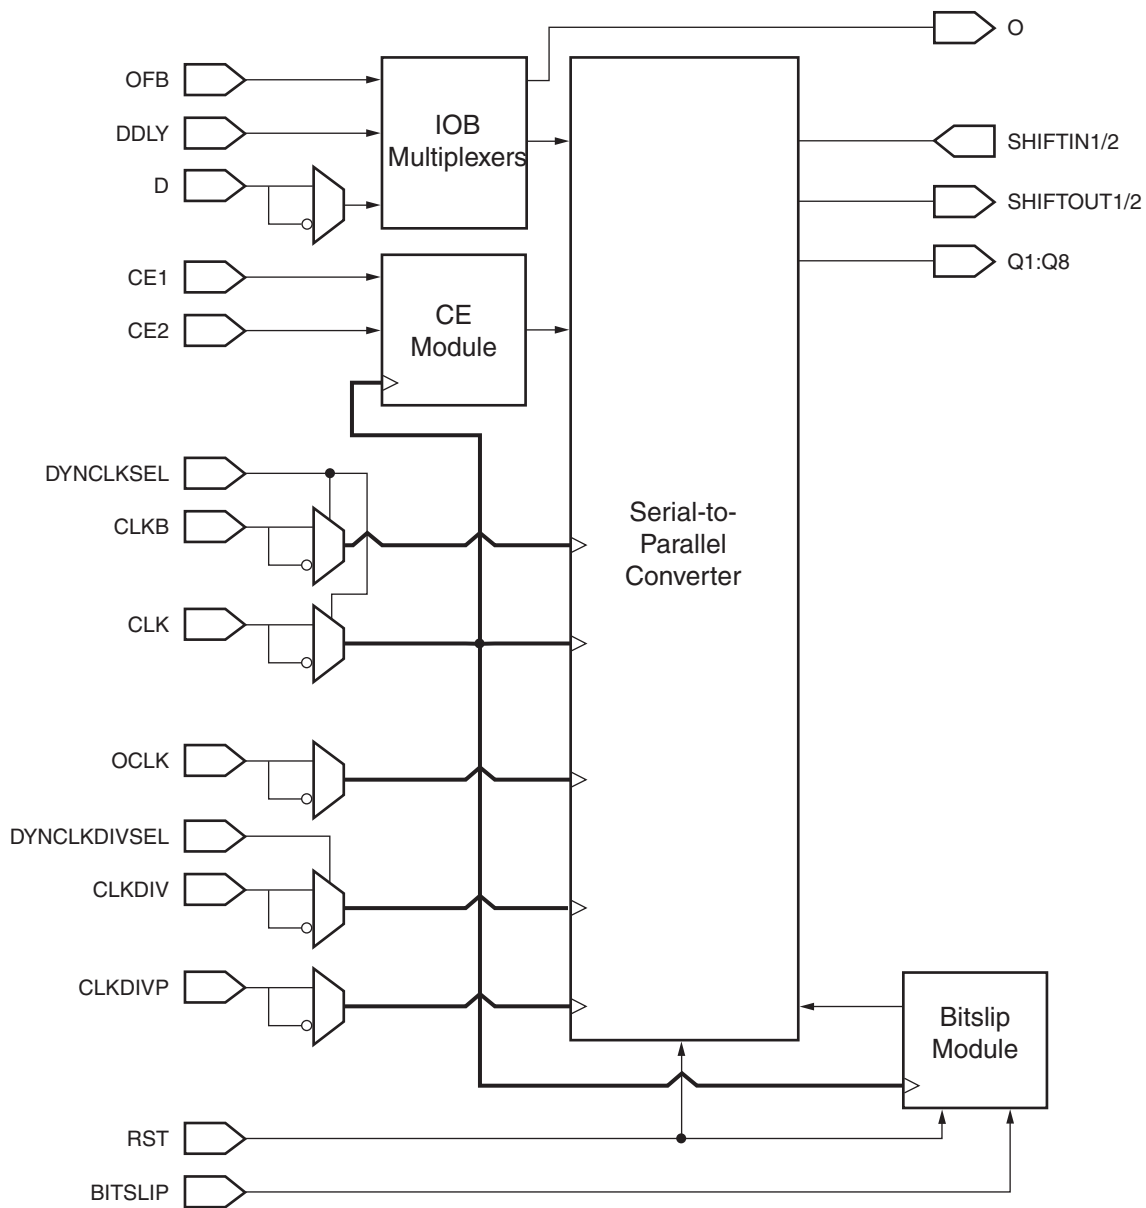 O
OFB
IOB
Multiplexers
DDLY
SHIFTIN1/2
D
SHIFTOUT1/2
CE1
Q1:Q8
CE2
CE
Module
DYNCLKSEL
CLKB
Serial-to-
Parallel
Converter
CLK
OCLK
DYNCLKDIVSEL
CLKDIV
CLKDIVP
Bitslip
Module
RST
BITSLIP